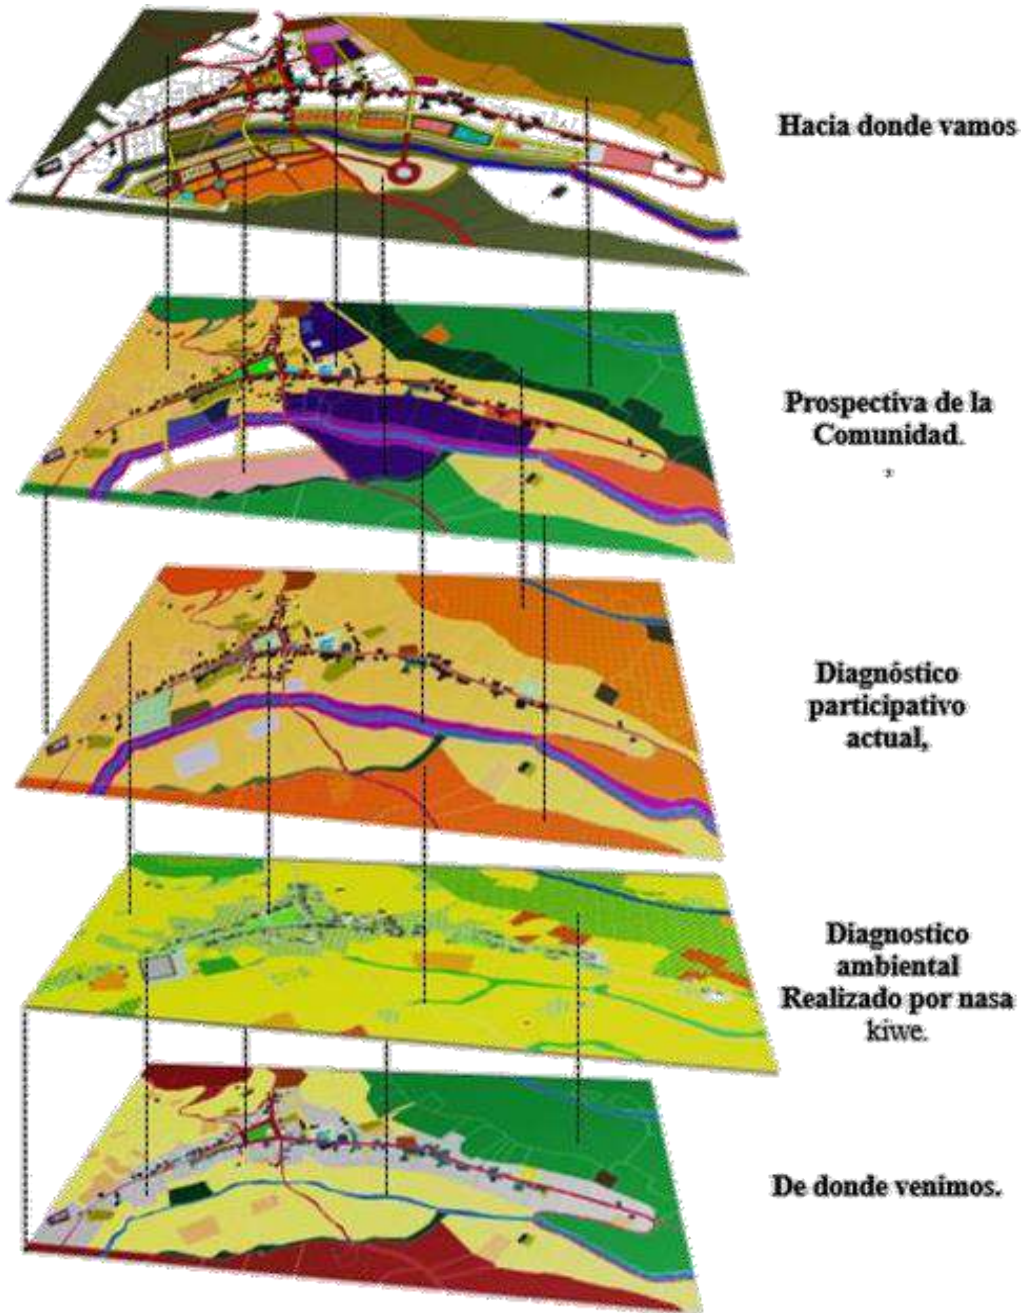 Hacia donde vamos
Prospectiva de la
Comunidad.
,
Diagnóstico
participativo
actual,
Diagnostico
ambiental
Realizado por nasa
kiwe.
De donde venimos.